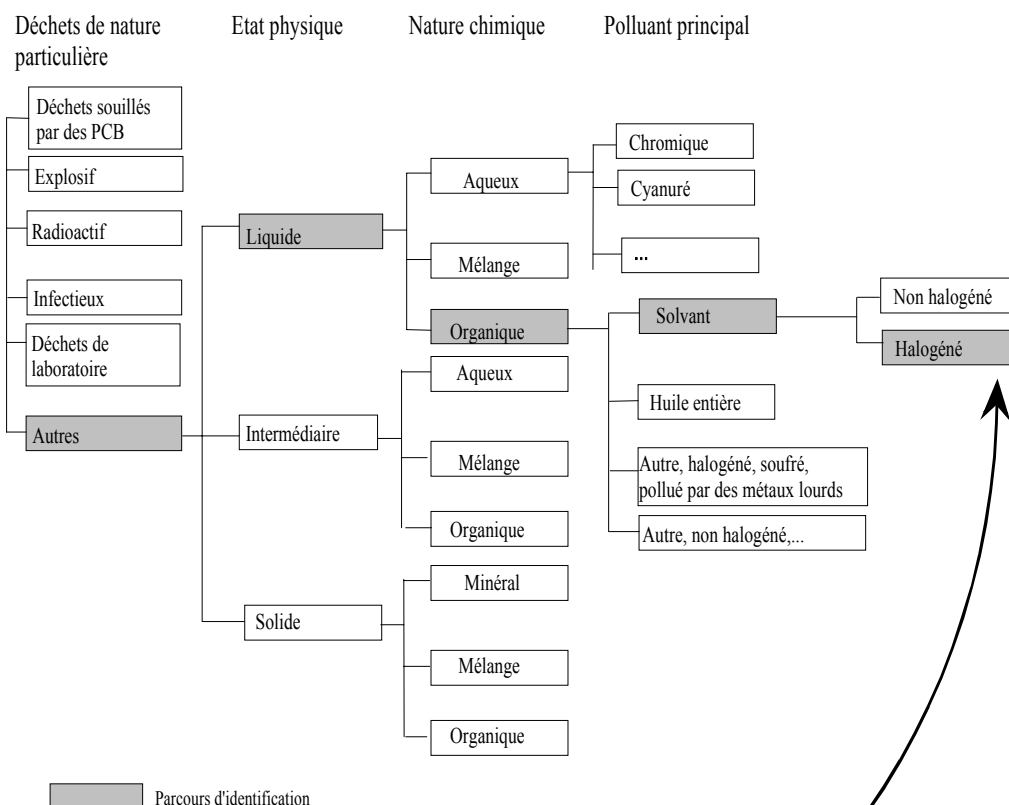 Déchets de nature
particulière
Etat physique
Nature chimique
Polluant principal
Déchets souillés
par des PCB
Explosif
Radioactif
Infectieux
Déchets de
laboratoire
Autres
Liquide
Intermédiaire
Solide
Aqueux
Mélange
Organique
Aqueux
Mélange
Organique
Minéral
Mélange
Organique
Chromique
Cyanuré
...
Solvant
Huile entière
Autre, halogéné, soufré,
pollué par des métaux lourds
Autre, non halogéné,...
Non halogéné
Halogéné
Parcours d'identification